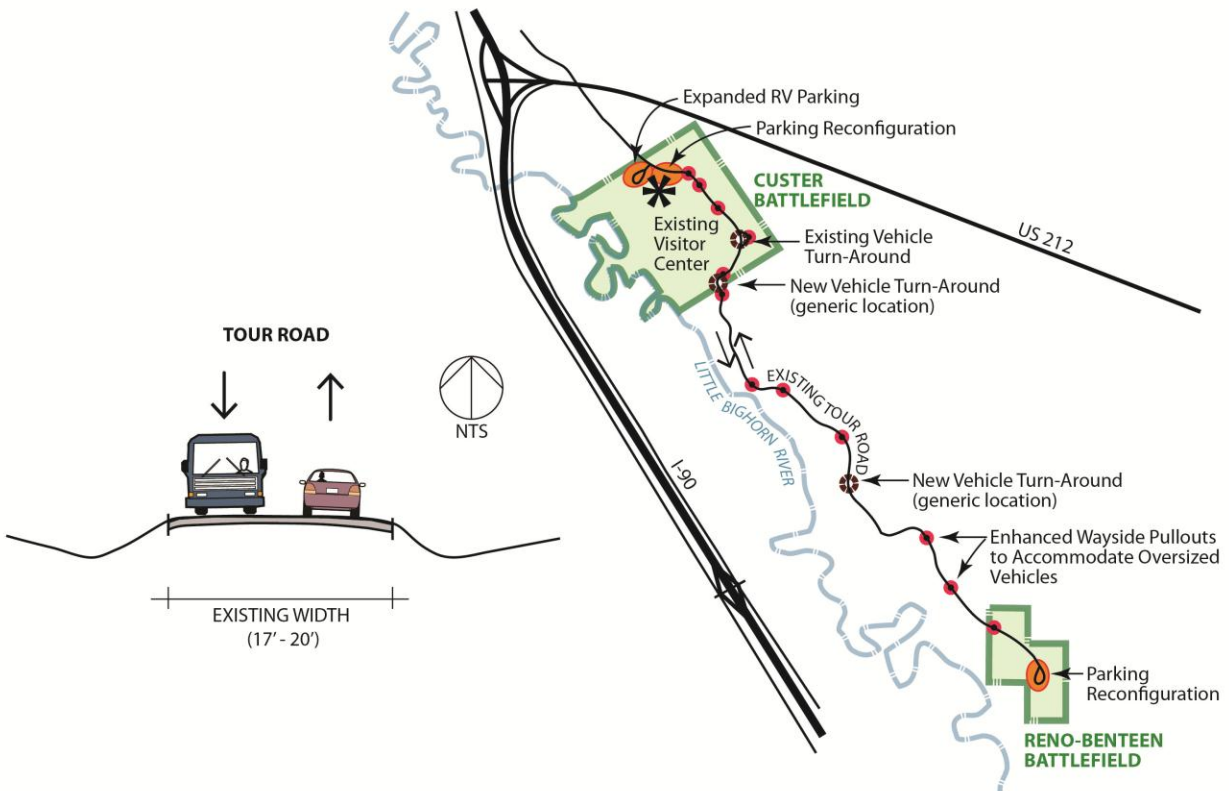 Expanded RV Parking
Parking Reconfiguration
CUSTER
BATTLEFIELD
US 212
Existing
Visitor
Center
Existing Vehicle
Turn-Around
New Vehicle Turn-Around
(generic location)
TOUR ROAD
NTS
LITTLE BIGHORN RIVER
EXISTING TOUR ROAD
I-90
New Vehicle Turn-Around
(generic location)
Enhanced Wayside Pullouts
to Accommodate Oversized
Vehicles
EXISTING WIDTH
(17' - 20')
Parking
Reconfiguration
RENO-BENTEEN
BATTLEFIELD